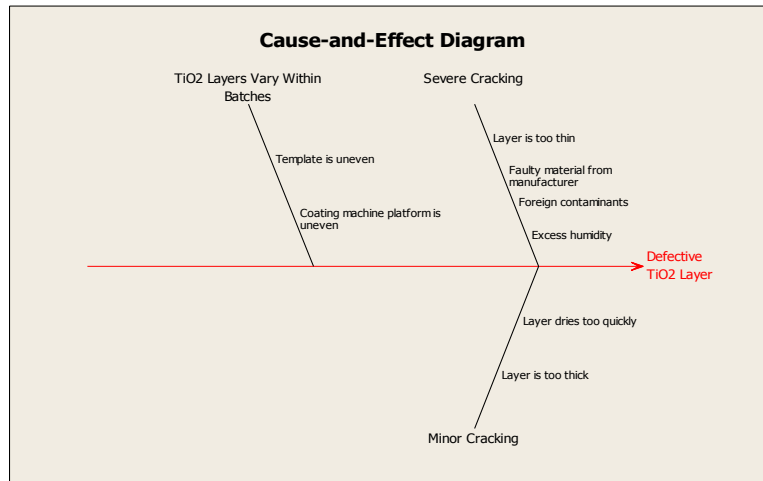 Cause-and-Effect Diagram
TiO2 Layers Vary Within
Batches
Severe Cracking
Template is uneven
Coating machine platform is
uneven
Layer is too thin
Faulty material from
manufacturer
Foreign contaminants
Excess humidity
Defective
TiO2 Layer
Layer dries too quickly
Layer is too thick
Minor Cracking